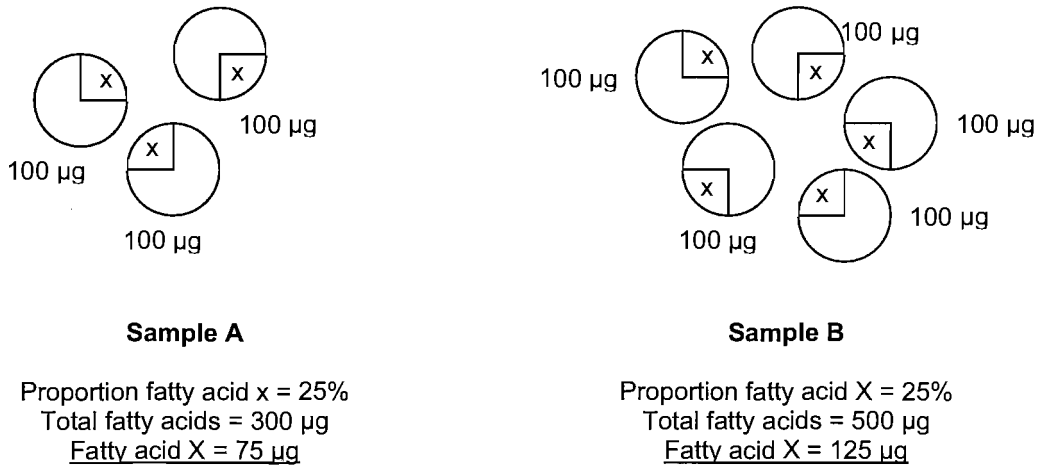 x
x
100 µg
100 µg
x
100 µg
Sample A
Proportion fatty acid x = 25%
Total fatty acids = 300 µg
Fatty acid X = 75 µg
100 µg
x
x
100 µg
100 µg
x
x
x
100 µg
100 µg
Sample B
Proportion fatty acid X = 25%
Total fatty acids = 500 µg
Fatty acid X = 125 µg